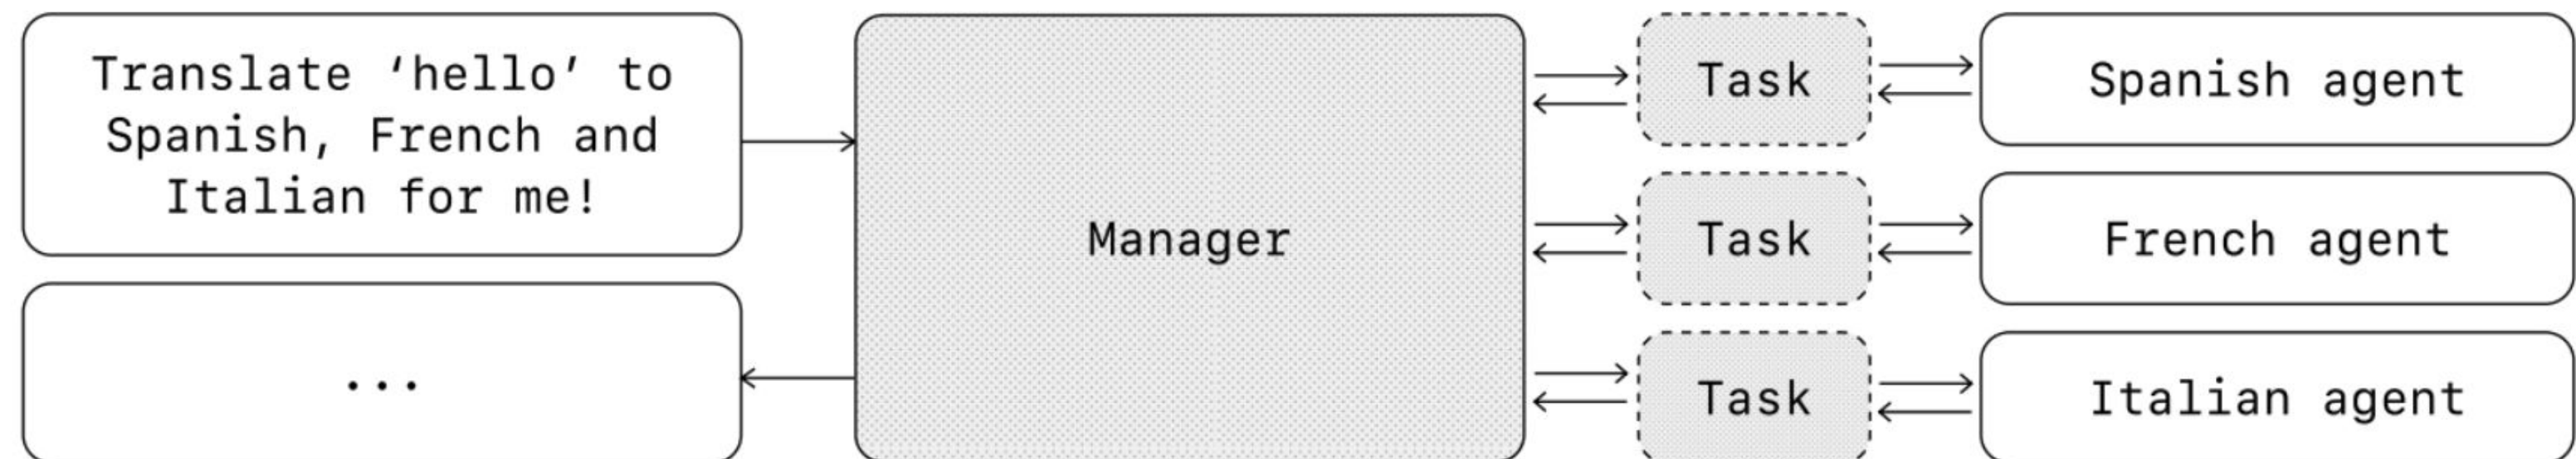 Translate ‘hello’ to
Spanish, French and
Italian for me!
...
Manager
Task
Spanish agent
Task
French agent
Task
Italian agent